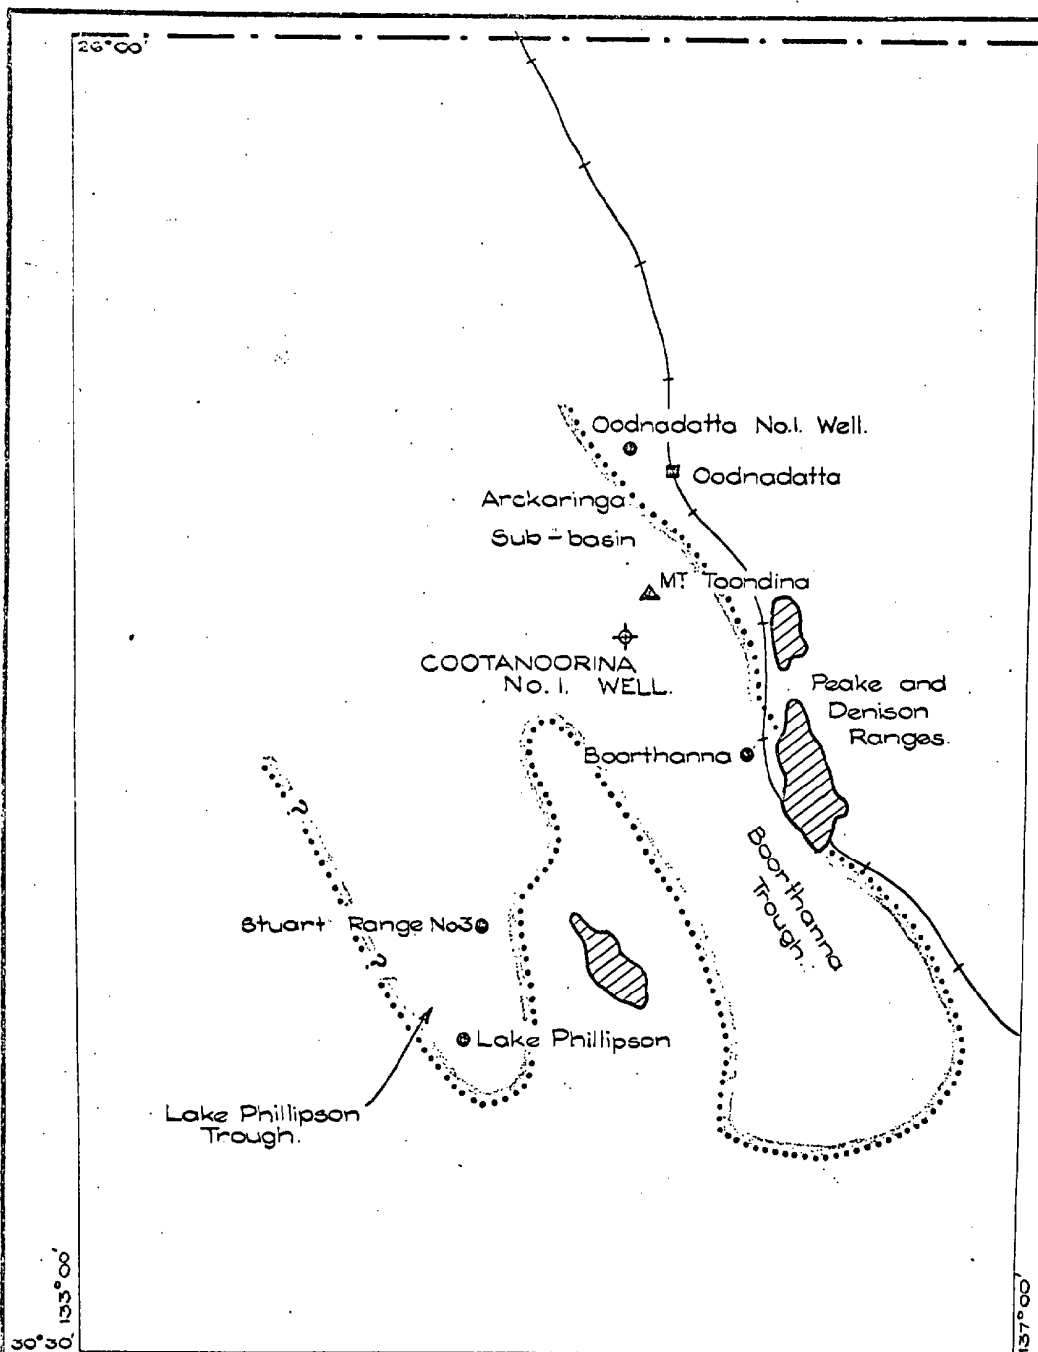 26°00'
Oodnadatta No.1. Well.
Oodnadatta
Arckaringa
Sub-basin
MT. Toondina
COOTANOORINA
No. 1. WELL.
Peake and
Denison
Ranges.
Boorthanna
?
Boorthanna
Trough.
Stuart Range No3
?
Lake Phillipson
Lake Phillipson
Trough.
133°00'
30°30'
137°00'